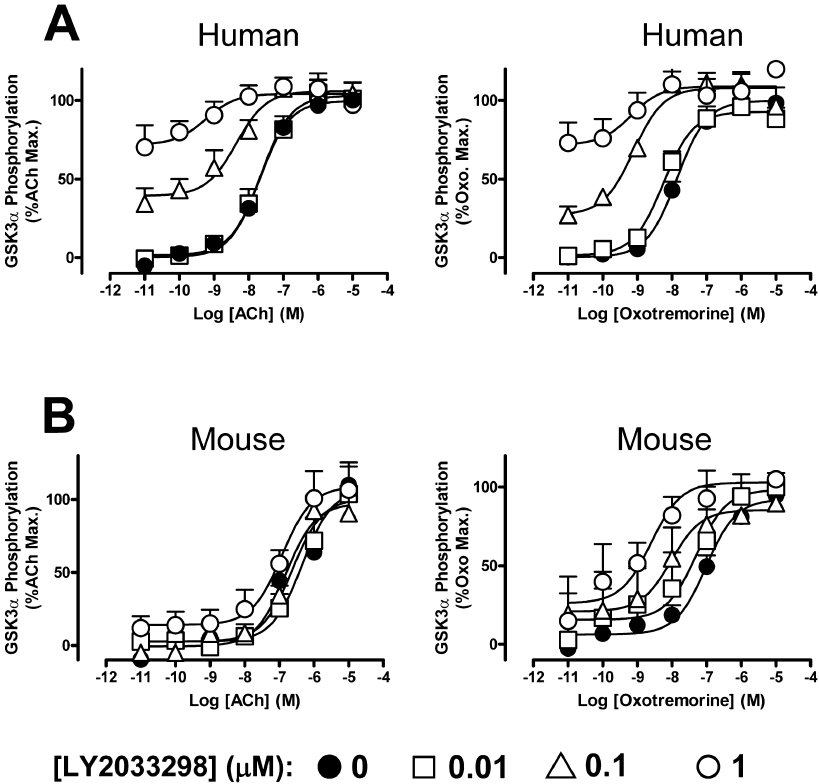 A
Human
Human
GSK3α Phosphorylation
(%ACh Max.)
100
50
0
-12 -11 -10 -9 -8 -7 -6 -5 -4
Log [ACh] (M)
GSK3α Phosphorylation
(%Oxo. Max.)
100
50
0
-12 -11 -10 -9 -8 -7 -6 -5 -4
Log [Oxotremorine] (M)
B
Mouse
Mouse
GSK3α Phosphorylation
(%ACh Max.)
100
50
0
-12 -11 -10 -9 -8 -7 -6 -5 -4
Log [ACh] (M)
GSK3α Phosphorylation
(%Oxo Max.)
100
50
0
-12 -11 -10 -9 -8 -7 -6 -5 -4
Log [Oxotremorine] (M)
[LY2033298] (μM): 0 0.01 0.1 1